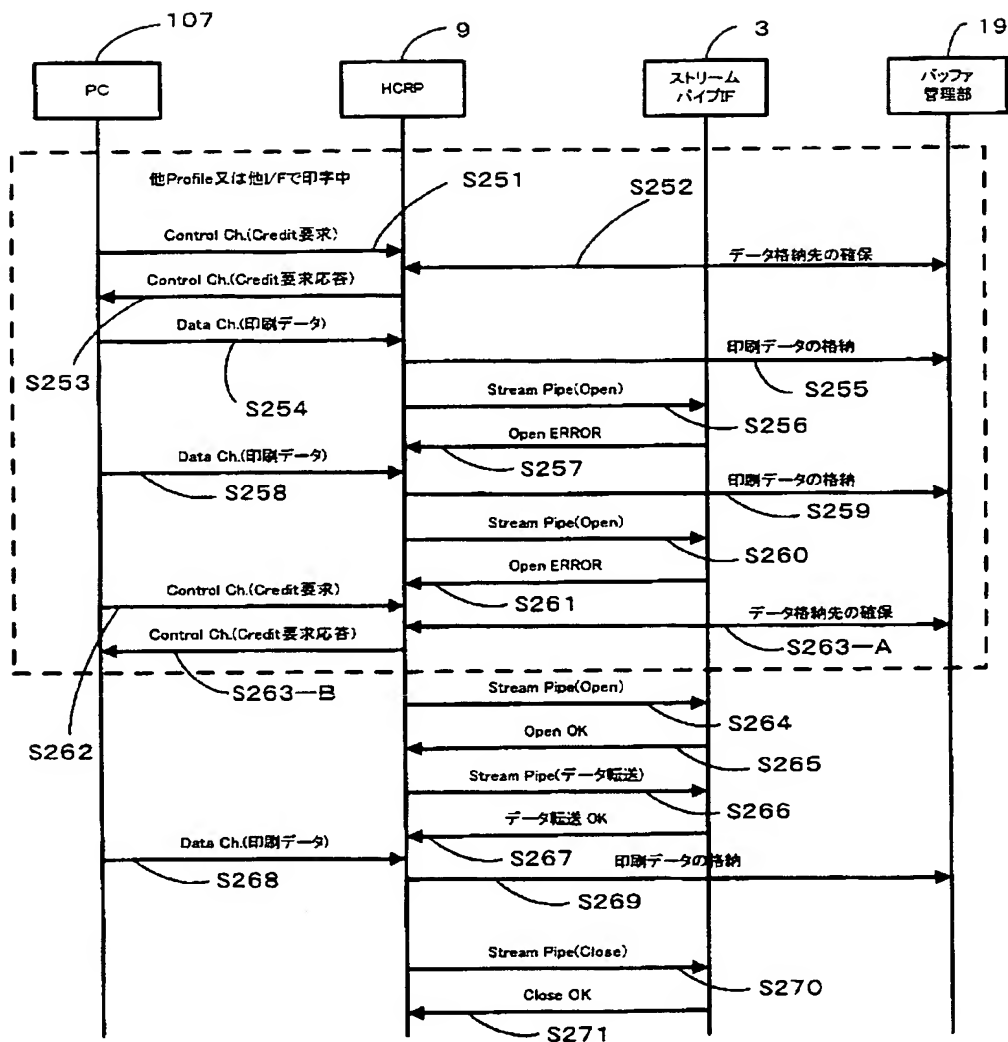 107
9
3
19
PC
HCRP
ストリーム
パイプIF
バッファ
管理部
他Profile又は他I/Fで印字中
S251
S252
Control Ch.(Credit要求)
データ格納先の確保
Control Ch.(Credit要求応答)
Data Ch.(印刷データ)
S253
S254
印刷データの格納
S255
Stream Pipe(Open)
S256
Open ERROR
S257
Data Ch.(印刷データ)
S258
印刷データの格納
S259
Stream Pipe(Open)
S260
Open ERROR
S261
Control Ch.(Credit要求)
データ格納先の確保
Control Ch.(Credit要求応答)
S263-A
S262
S263-B
Stream Pipe(Open)
S264
Open OK
S265
Stream Pipe(データ転送)
S266
データ転送 OK
S267
Data Ch.(印刷データ)
S268
印刷データの格納
S269
Stream Pipe(Close)
S270
Close OK
S271